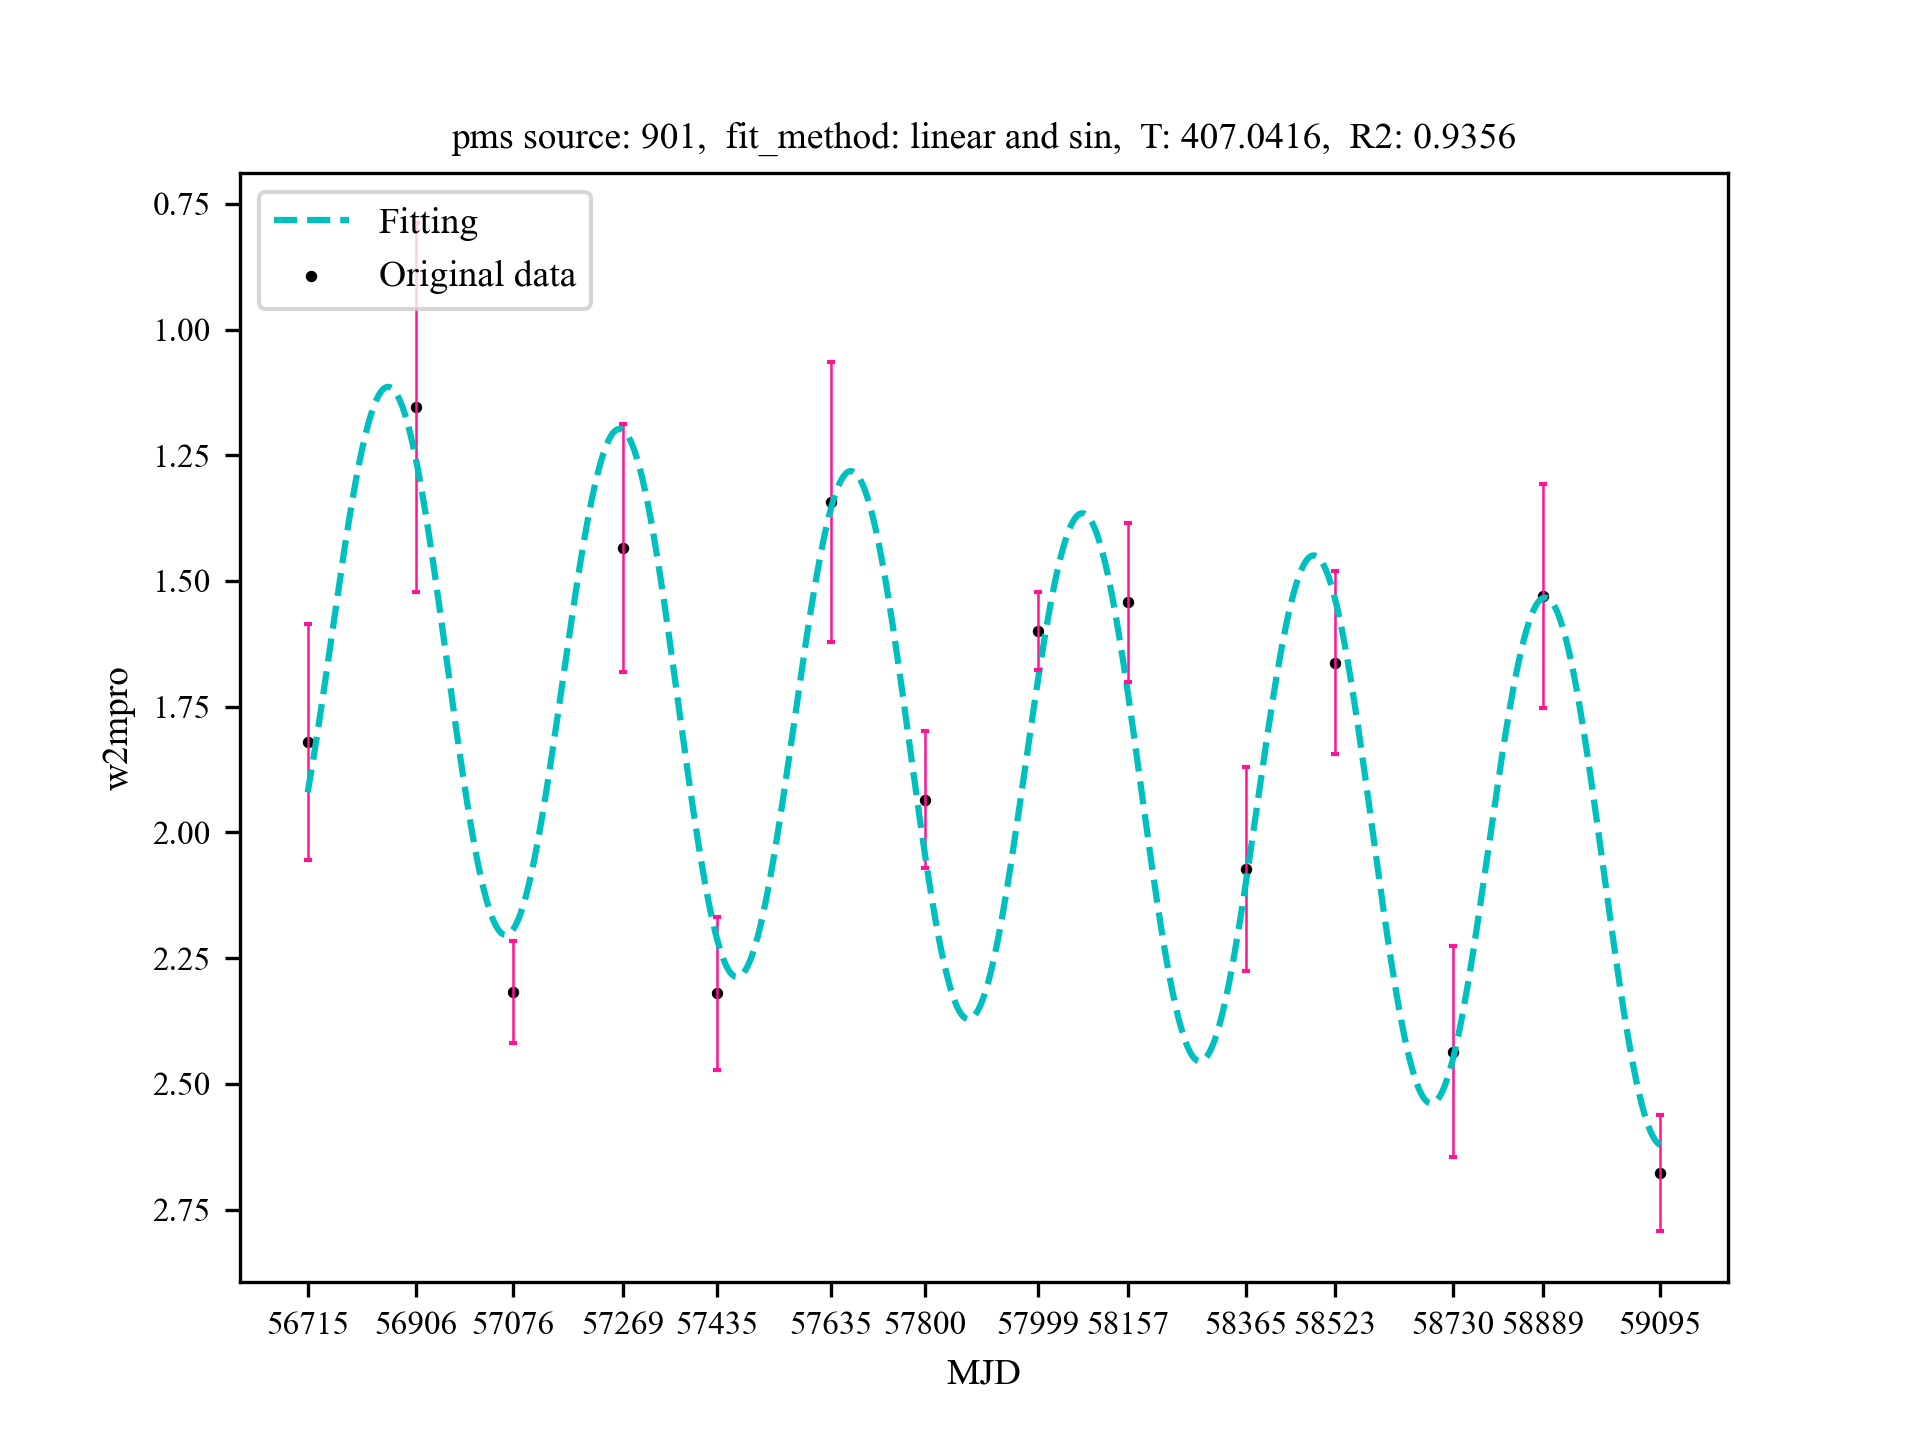 pms source: 901, fit_method: linear and sin, T: 407.0416, R2: 0.9356
Fitting
Original data
0.75
1.00
1.25
1.50
1.75
2.00
2.25
2.50
2.75
w2mpro
56715 56906 57076 57269 57435 57635 57800 57999 58157 58365 58523 58730 58889 59095
MJD